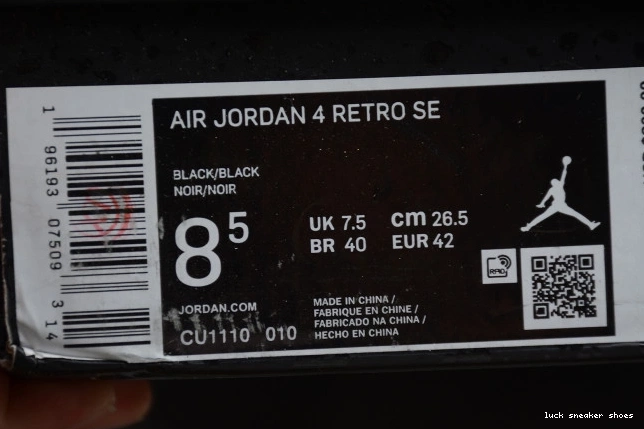 AIR JORDAN 4 RETRO SE
BLACK/BLACK
NOIR/NOIR
8 5
UK 7.5 cm 26.5
BR 40 EUR 42
JORDAN.COM
CU1110 010
MADE IN CHINA /
FABRIQUE EN CHINE /
FABRICADO NA CHINA /
HECHO EN CHINA
RFID
1 96193 07509 3 14
luck sneaker shoes